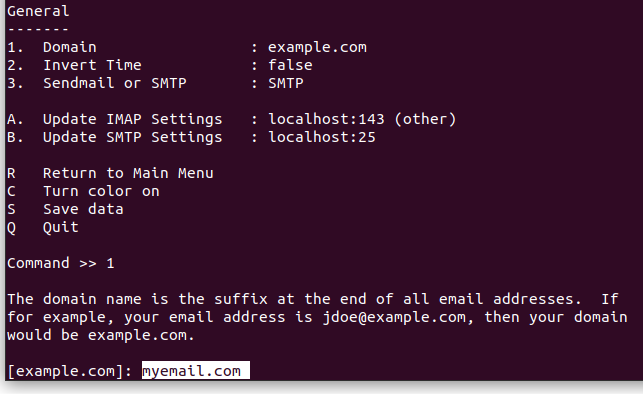 General
-------
1.  Domain                 : example.com
2.  Invert Time            : false
3.  Sendmail or SMTP       : SMTP
A.  Update IMAP Settings   : localhost:143 (other)
B.  Update SMTP Settings   : localhost:25
R   Return to Main Menu
C   Turn color on
S   Save data
Q   Quit
Command >> 1
The domain name is the suffix at the end of all email addresses.  If
for example, your email address is jdoe@example.com, then your domain
would be example.com.
[example.com]: myemail.com